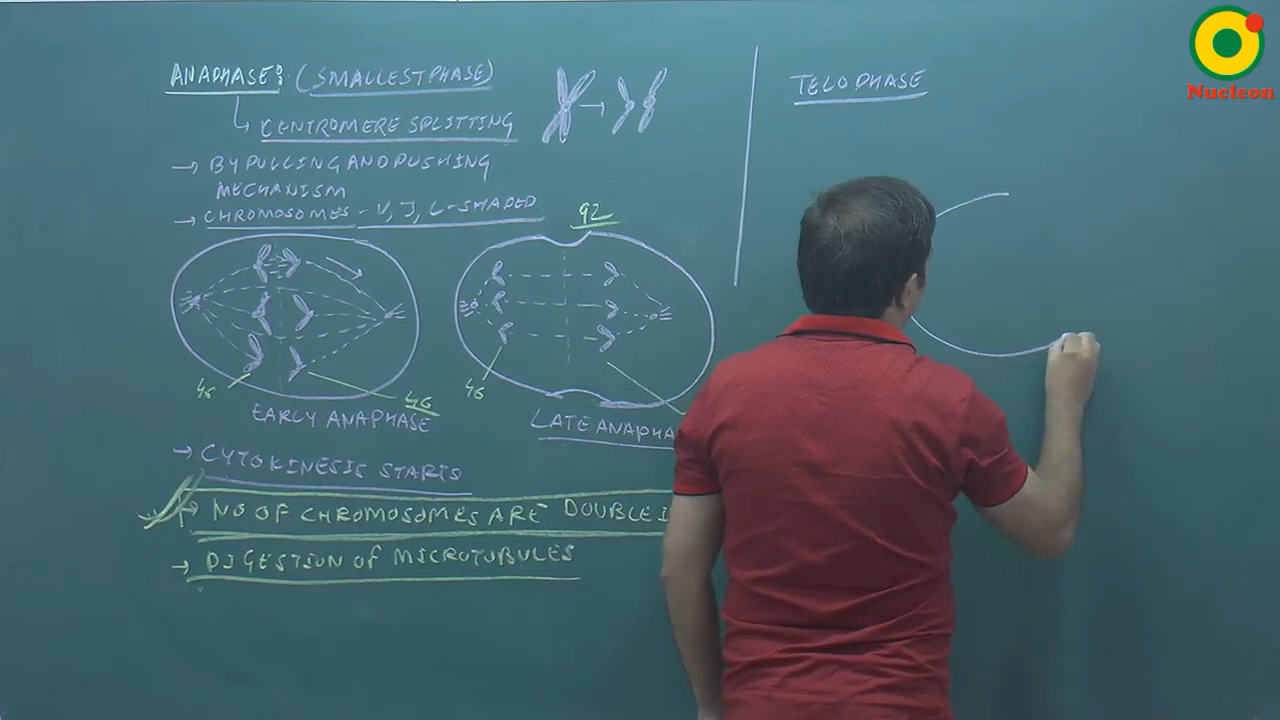 ANAPHASE: (SMALLEST PHASE)
CENTROMERE SPLITTING
→ BY PULLING AND PUSHING
MECHANISM
→ CHROMOSOMES - V, J, L-SHAPED
92
46
46
EARLY ANAPHASE
46
LATE ANAPHA
→ CYTOKINESIS STARTS
→ NO OF CHROMOSOMES ARE DOUBLE I
→ DIGESTION OF MICROTUBULES
TELOPHASE
Nucleon